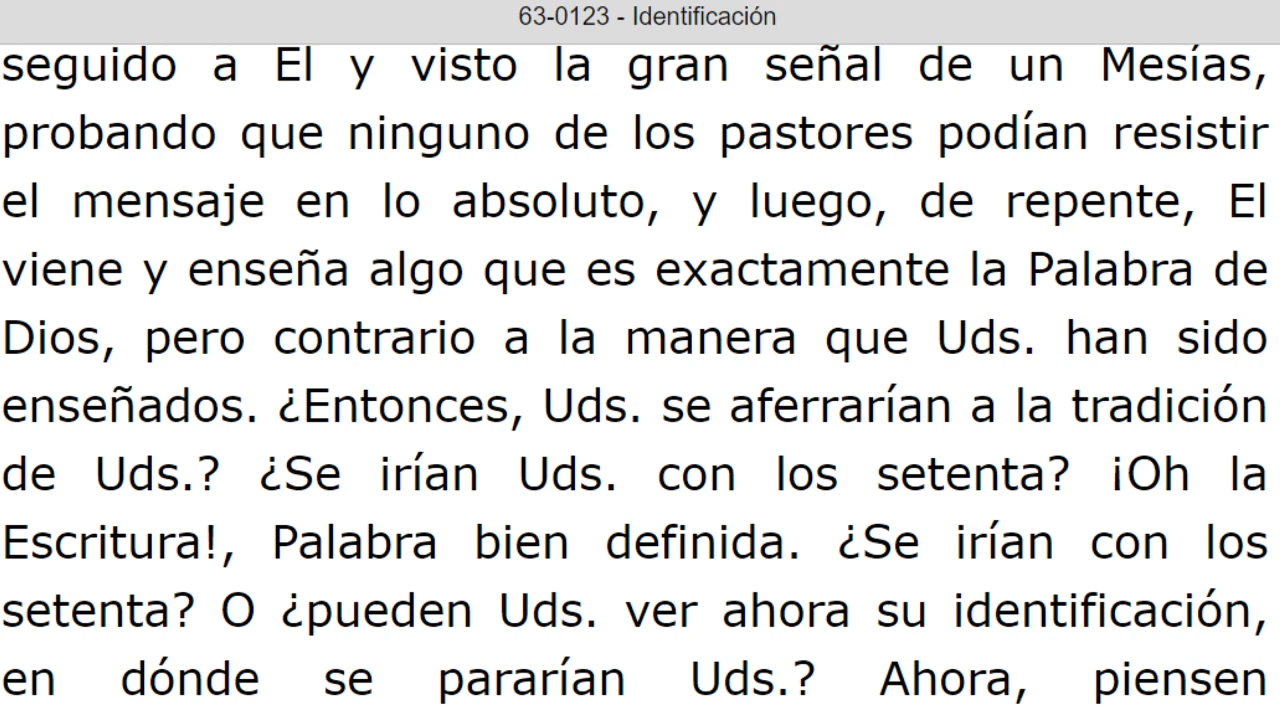 63-0123 - Identificación
seguido a El y visto la gran señal de un Mesías,
probando que ninguno de los pastores podían resistir
el mensaje en lo absoluto, y luego, de repente, El
viene y enseña algo que es exactamente la Palabra de
Dios, pero contrario a la manera que Uds. han sido
enseñados. ¿Entonces, Uds. se aferrarían a la tradición
de Uds.? ¿Se irían Uds. con los setenta? ¡Oh la
Escritura!, Palabra bien definida. ¿Se irían con los
setenta? O ¿pueden Uds. ver ahora su identificación,
en dónde se pararían Uds.? Ahora, piensen